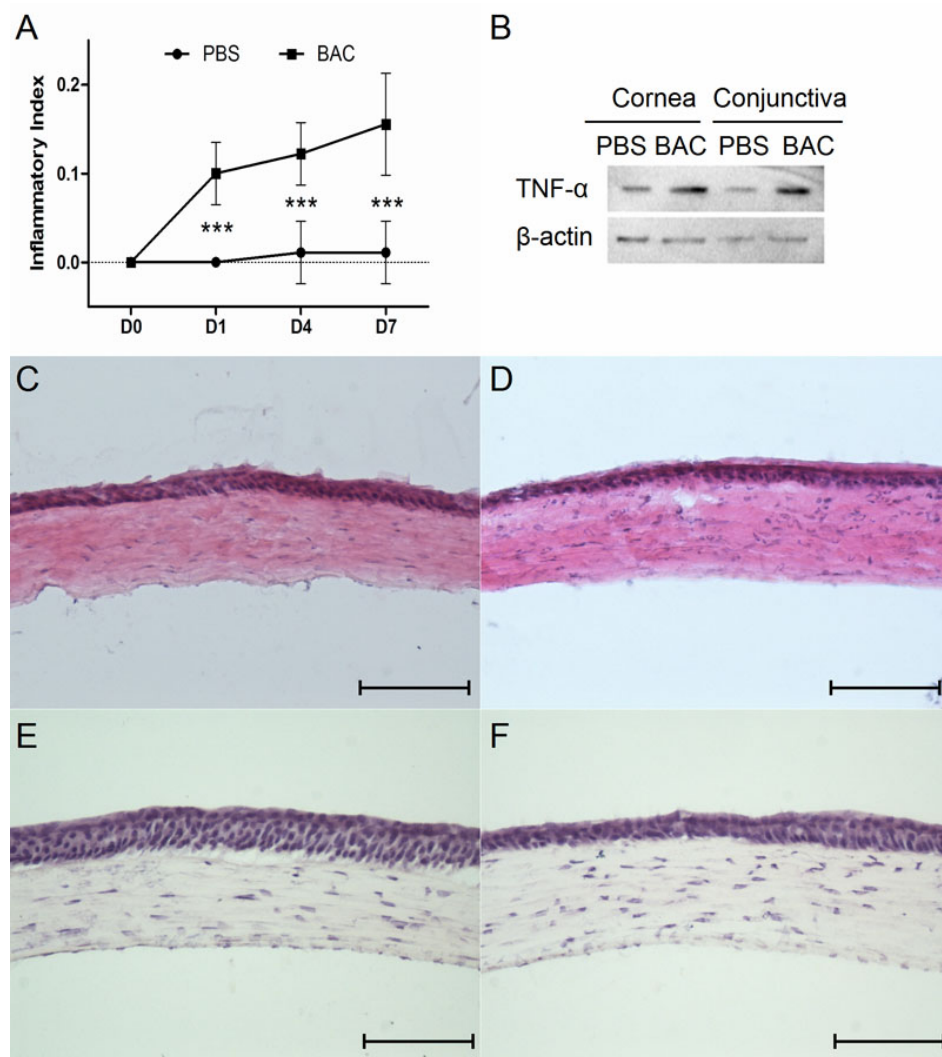 A
PBS BAC
Inflammatory Index
0.2
0.1
0.0
*** *** ***
D0 D1 D4 D7
B
Cornea Conjunctiva
PBS BAC PBS BAC
TNF-α
β-actin
C
D
E
F